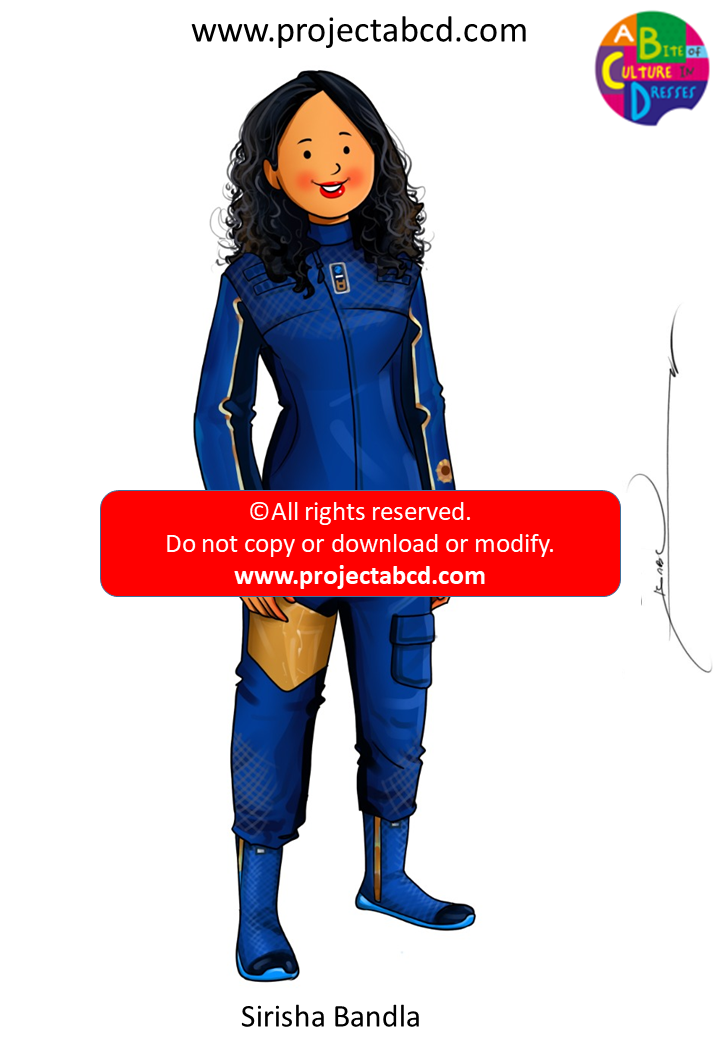 www.projectabcd.com
A BITE OF
CULTURE IN
DRESSES
©All rights reserved.
Do not copy or download or modify.
www.projectabcd.com
Sirisha Bandla